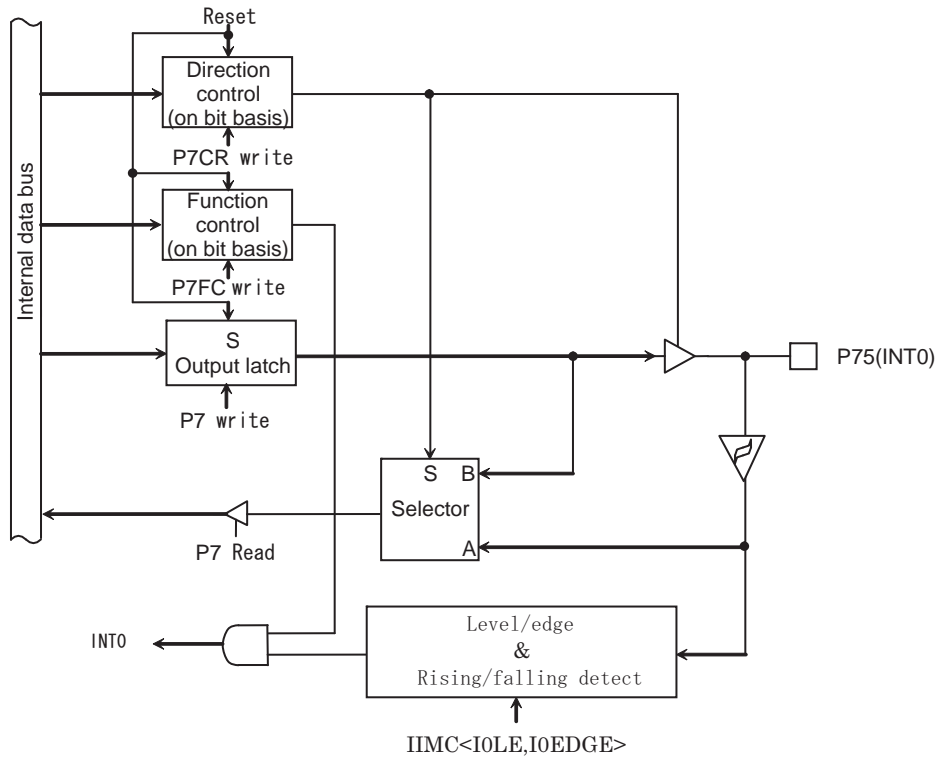 Reset
Internal data bus
Direction
control
(on bit basis)
P7CR write
Function
control
(on bit basis)
P7FC write
S
Output latch
P7 write
P75(INT0)
S B
Selector
A
P7 Read
INT0
Level/edge
&
Rising/falling detect
IIMC<I0LE,I0EDGE>